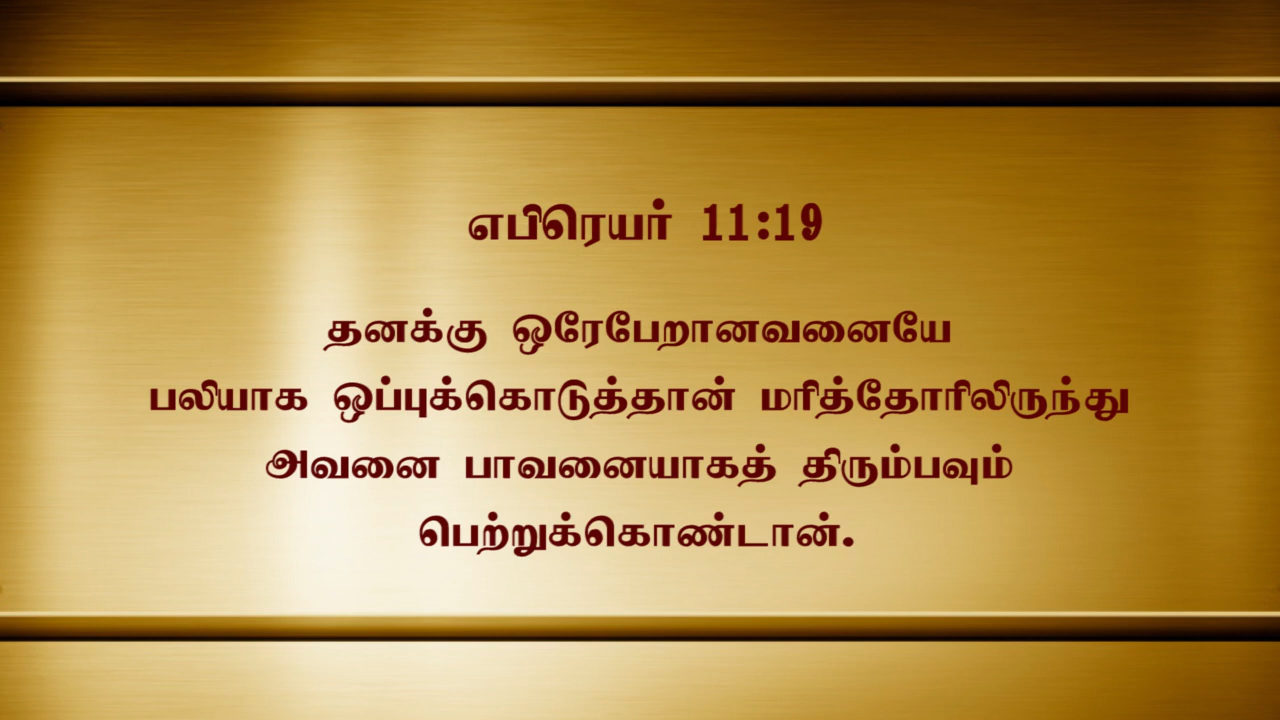 எபிரெயர் 11:19
தனக்கு ஒரேபேறானவனையே
பலியாக ஒப்புக்கொடுத்தான் மரித்தோரிலிருந்து
அவனை பாவனையாகத் திரும்பவும்
பெற்றுக்கொண்டான்.